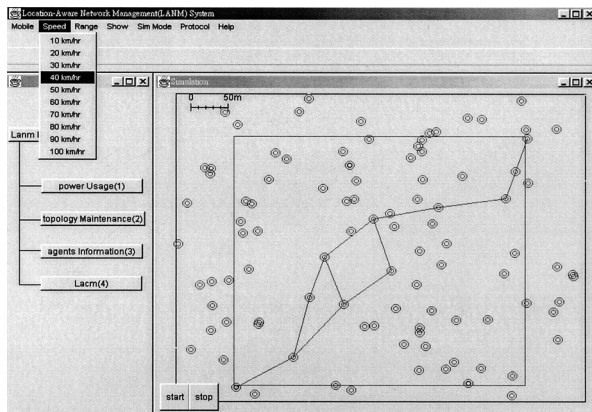 Location-Aware Network Management(LANM) System
Mobile Speed Range Show Sim Mode Protocol Help
10 km/hr
20 km/hr
30 km/hr
40 km/hr
50 km/hr
60 km/hr
70 km/hr
80 km/hr
90 km/hr
100 km/hr
Simulation
0 50m
Lanm
power Usage(1)
topology Maintenance(2)
agents Information(3)
Lacm(4)
start stop